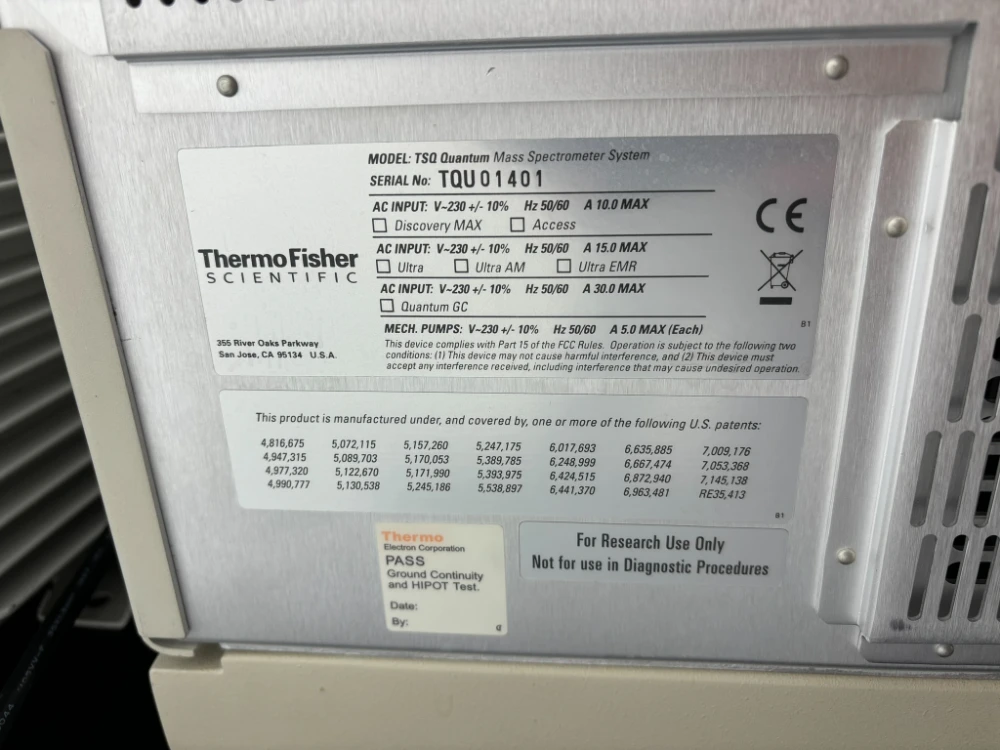 MODEL: TSQ Quantum Mass Spectrometer System
SERIAL No: TQU01401
AC INPUT: V~230 +/- 10% Hz 50/60 A 10.0 MAX
Discovery MAX Access
AC INPUT: V~230 +/- 10% Hz 50/60 A 15.0 MAX
Ultra Ultra AM Ultra EMR
AC INPUT: V~230 +/- 10% Hz 50/60 A 30.0 MAX
Quantum GC
MECH. PUMPS: V~230 +/- 10% Hz 50/60 A 5.0 MAX (Each)
This device complies with Part 15 of the FCC Rules. Operation is subject to the following two
conditions: (1) This device may not cause harmful interference, and (2) This device must
accept any interference received, including interference that may cause undesired operation.
ThermoFisher
SCIENTIFIC
355 River Oaks Parkway
San Jose, CA 95134 U.S.A.
CE
B1
This product is manufactured under, and covered by, one or more of the following U.S. patents:
4,816,675 5,072,115 5,157,260 5,247,175 6,017,693 6,635,885 7,009,176
4,947,315 5,089,703 5,170,053 5,389,785 6,248,999 6,667,474 7,053,368
4,977,320 5,122,670 5,171,990 5,393,975 6,424,515 6,872,940 7,145,138
4,990,777 5,130,538 5,245,186 5,538,897 6,441,370 6,963,481 RE35,413
B1
Thermo
Electron Corporation
PASS
Ground Continuity
and HIPOT Test.
Date:
By:
For Research Use Only
Not for use in Diagnostic Procedures